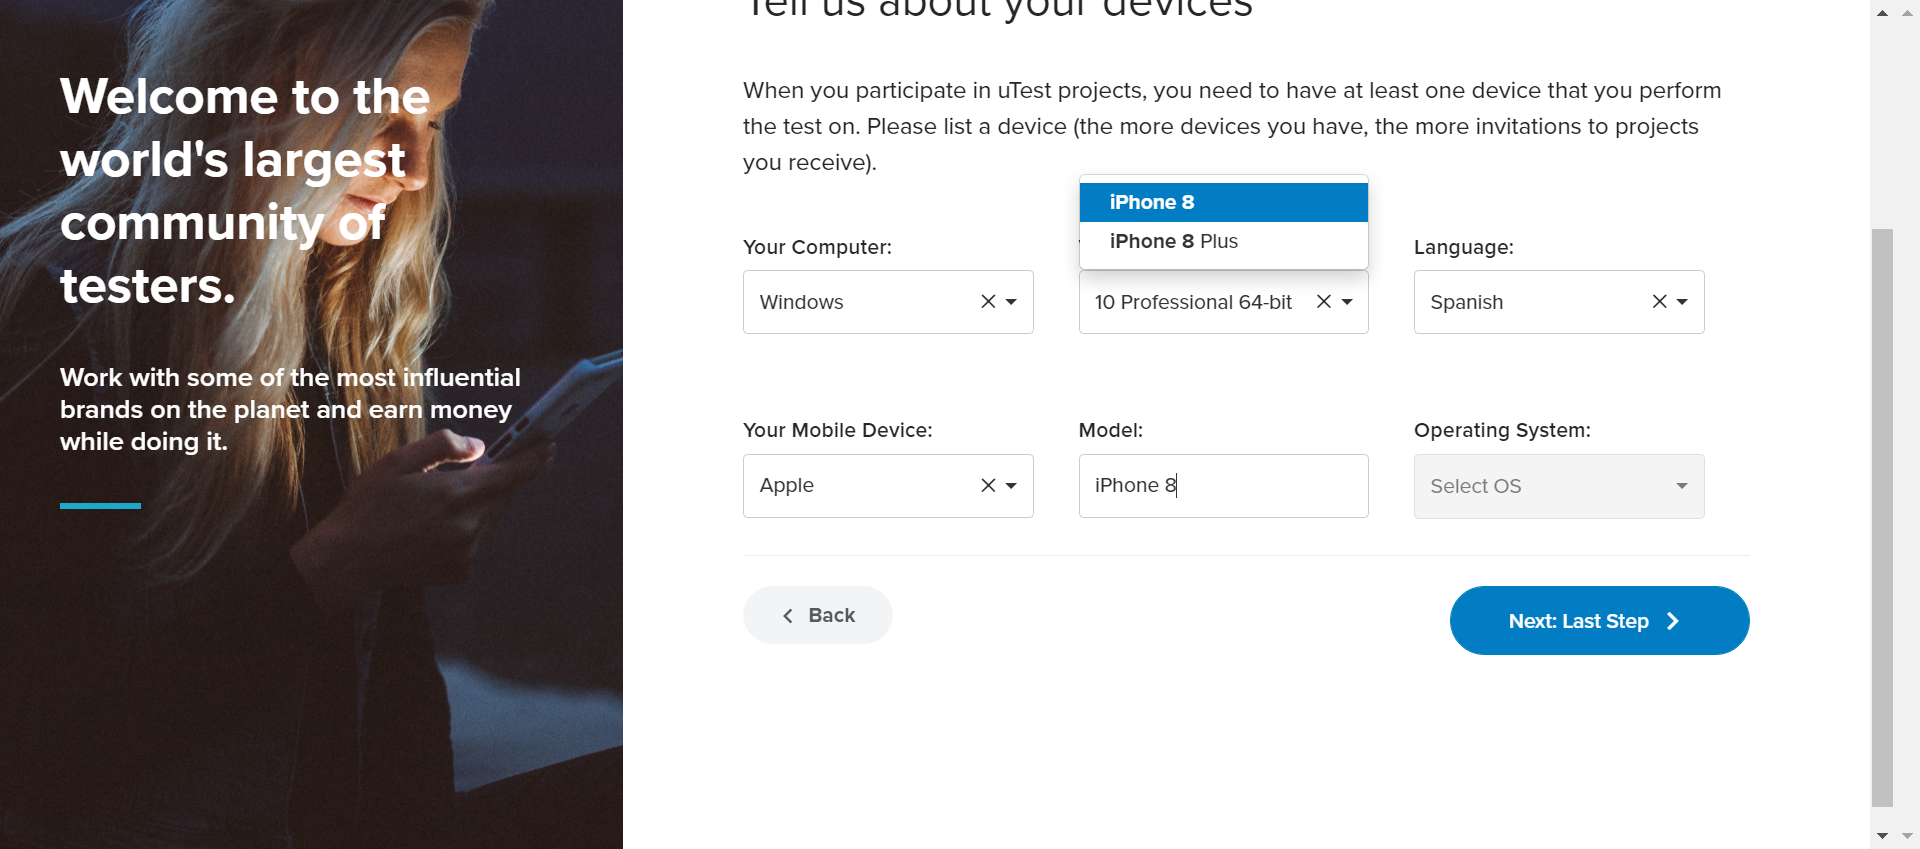 Welcome to the
world's largest
community of
testers.
Work with some of the most influential
brands on the planet and earn money
while doing it.
Tell us about your devices
When you participate in uTest projects, you need to have at least one device that you perform
the test on. Please list a device (the more devices you have, the more invitations to projects
you receive).
iPhone 8
iPhone 8 Plus
Your Computer:
Language:
Windows
10 Professional 64-bit
Spanish
Your Mobile Device:
Model:
Operating System:
Apple
iPhone 8
Select OS
Back
Next: Last Step